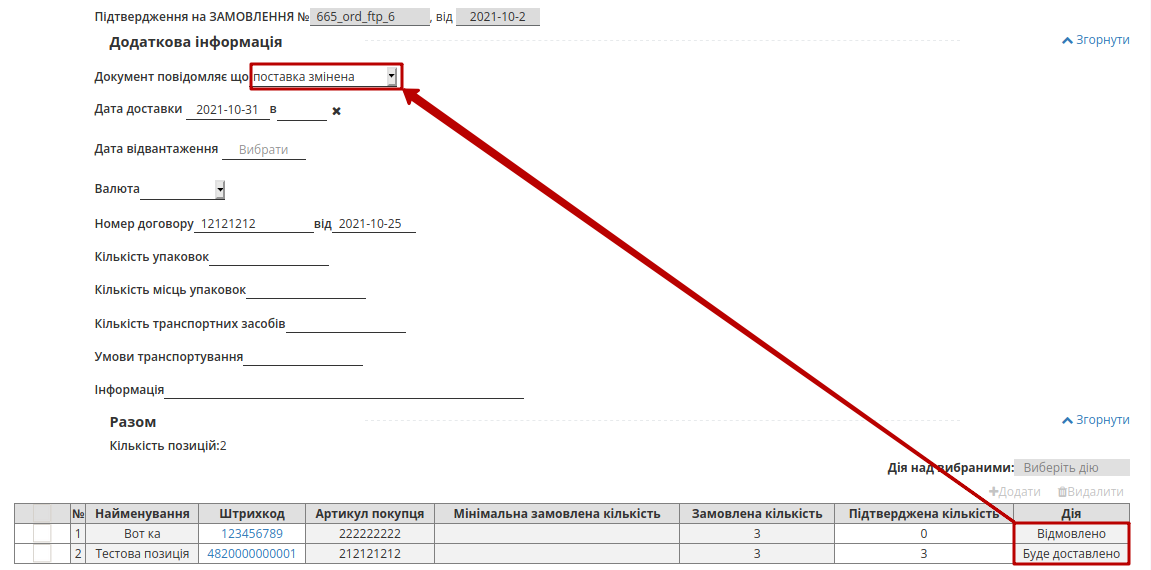 Підтвердження на ЗАМОВЛЕННЯ № 665_ord_ftp_6 , від 2021-10-2
Додаткова інформація Згорнути
Документ повідомляє що поставка змінена
Дата доставки 2021-10-31 в
Дата відвантаження Вибрати
Валюта
Номер договору 12121212 від 2021-10-25
Кількість упаковок
Кількість місць упаковок
Кількість транспортних засобів
Умови транспортування
Інформація
Разом Згорнути
Кількість позицій:2
Дія над вибраними: Виберіть дію
Додати Видалити
№ Найменування Штрихкод Артикул покупця Мінімальна замовлена кількість Замовлена кількість Підтверджена кількість Дія
1 Вот ка 123456789 222222222 3 0 Відмовлено
2 Тестова позиція 4820000000001 212121212 3 3 Буде доставлено